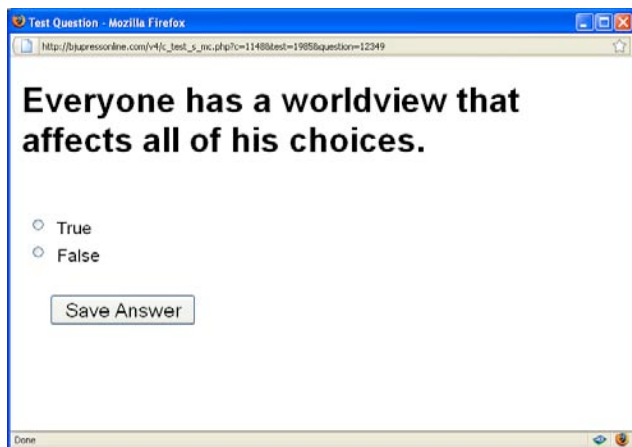 Test Question - Mozilla Firefox
http://bjupressonline.com/v4/c_test_s_mc.php?c=1148&test=1985&question=12349
Everyone has a worldview that
affects all of his choices.
True
False
Save Answer
Done